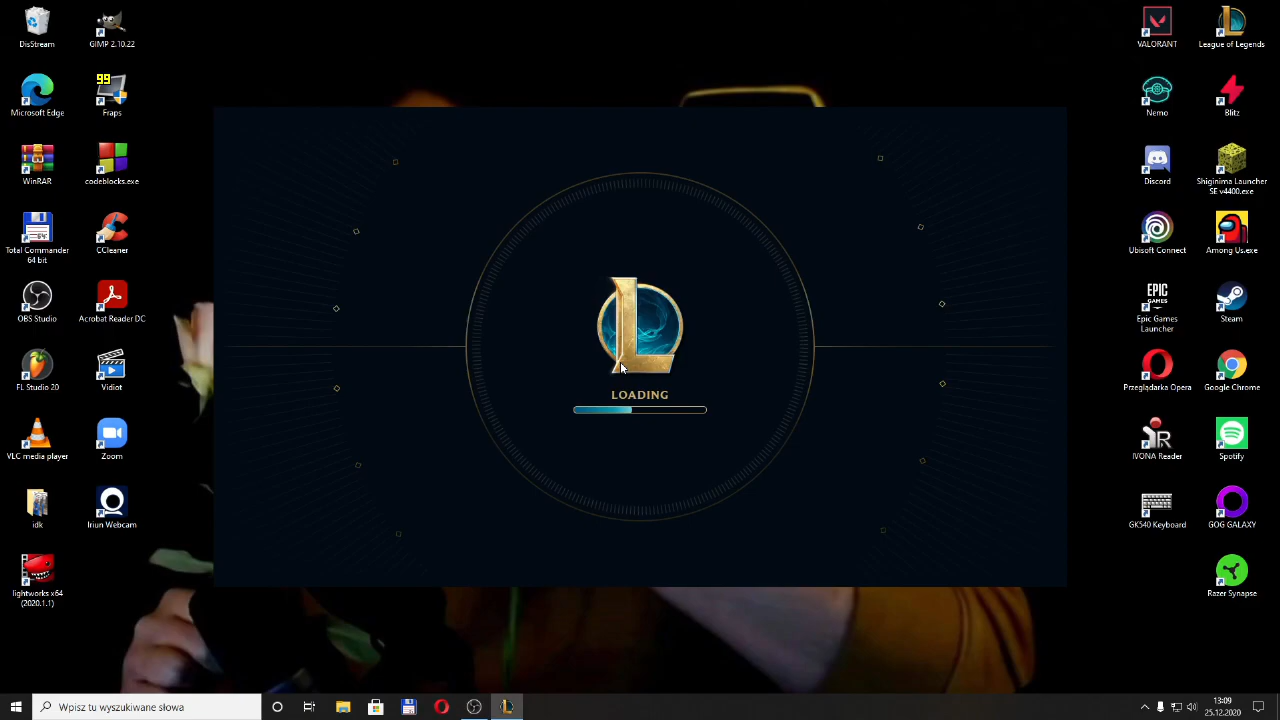 DisStream
GIMP 2.10.22
Microsoft Edge
99
Fraps
WinRAR
codeblocks.exe
Total Commander
64 bit
CCleaner
OBS Studio
Acrobat Reader DC
FL Studio 20
Vidiot
VLC media player
Zoom
idk
Iriun Webcam
lightworks x64
(2020.1.1)
LOADING
VALORANT
League of Legends
Nemo
Blitz
Discord
Shiginima Launcher
SE v4400.exe
Ubisoft Connect
Among Us.exe
EPIC
GAMES
Epic Games
Launcher
Steam
Przeglądarka Opera
Google Chrome
IVONA Reader
Spotify
GK540 Keyboard
GOG GALAXY
Razer Synapse
Wpisz tu wyszukiwane słowa
13:09
25.12.2020